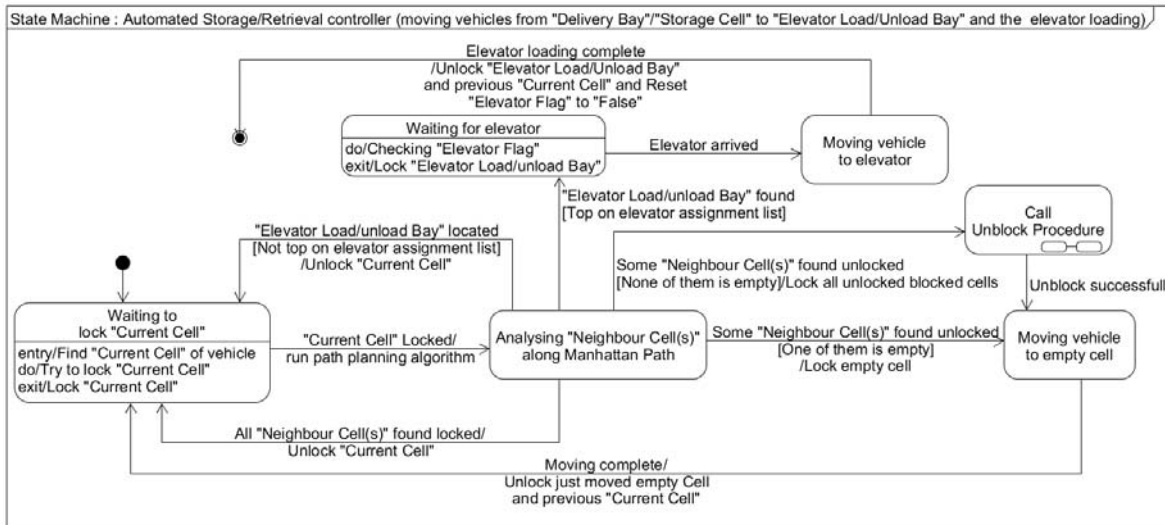 State Machine : Automated Storage/Retrieval controller (moving vehicles from "Delivery Bay"/"Storage Cell" to "Elevator Load/Unload Bay" and the  elevator loading)
Elevator loading complete
/Unlock "Elevator Load/Unload Bay"
and previous "Current Cell" and Reset
"Elevator Flag" to "False"
Waiting for elevator
do/Checking "Elevator Flag"
exit/Lock "Elevator Load/unload Bay"
Elevator arrived
Moving vehicle
to elevator
"Elevator Load/unload Bay" found
[Top on elevator assignment list]
Call
Unblock Procedure
"Elevator Load/unload Bay" located
[Not top on elevator assignment list]
/Unlock "Current Cell"
Some "Neighbour Cell(s)" found unlocked
[None of them is empty]/Lock all unlocked blocked cells
Unblock successfull
Waiting to
lock "Current Cell"
entry/Find "Current Cell" of vehicle
do/Try to lock "Current Cell"
exit/Lock "Current Cell"
"Current Cell" Locked/
run path planning algorithm
Analysing "Neighbour Cell(s)"
along Manhattan Path
Some "Neighbour Cell(s)" found unlocked
[One of them is empty]
/Lock empty cell
Moving vehicle
to empty cell
All "Neighbour Cell(s)" found locked/
Unlock "Current Cell"
Moving complete/
Unlock just moved empty Cell
and previous "Current Cell"